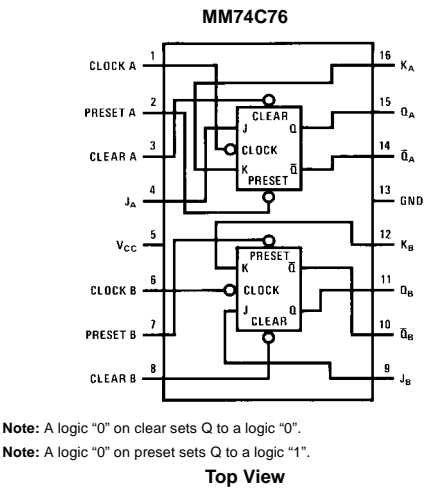 MM74C76
CLOCK A 1
PRESET A 2
CLEAR A 3
J_A 4
V_CC 5
CLOCK B 6
PRESET B 7
CLEAR B 8
16 K_A
15 Q_A
14 Q̅_A
13 GND
12 K_B
11 Q_B
10 Q̅_B
9 J_B
CLEAR
J Q
CLOCK
K Q̅
PRESET
PRESET
K Q̅
CLOCK
J Q
CLEAR
Note: A logic “0” on clear sets Q to a logic “0”.
Note: A logic “0” on preset sets Q to a logic “1”.
Top View